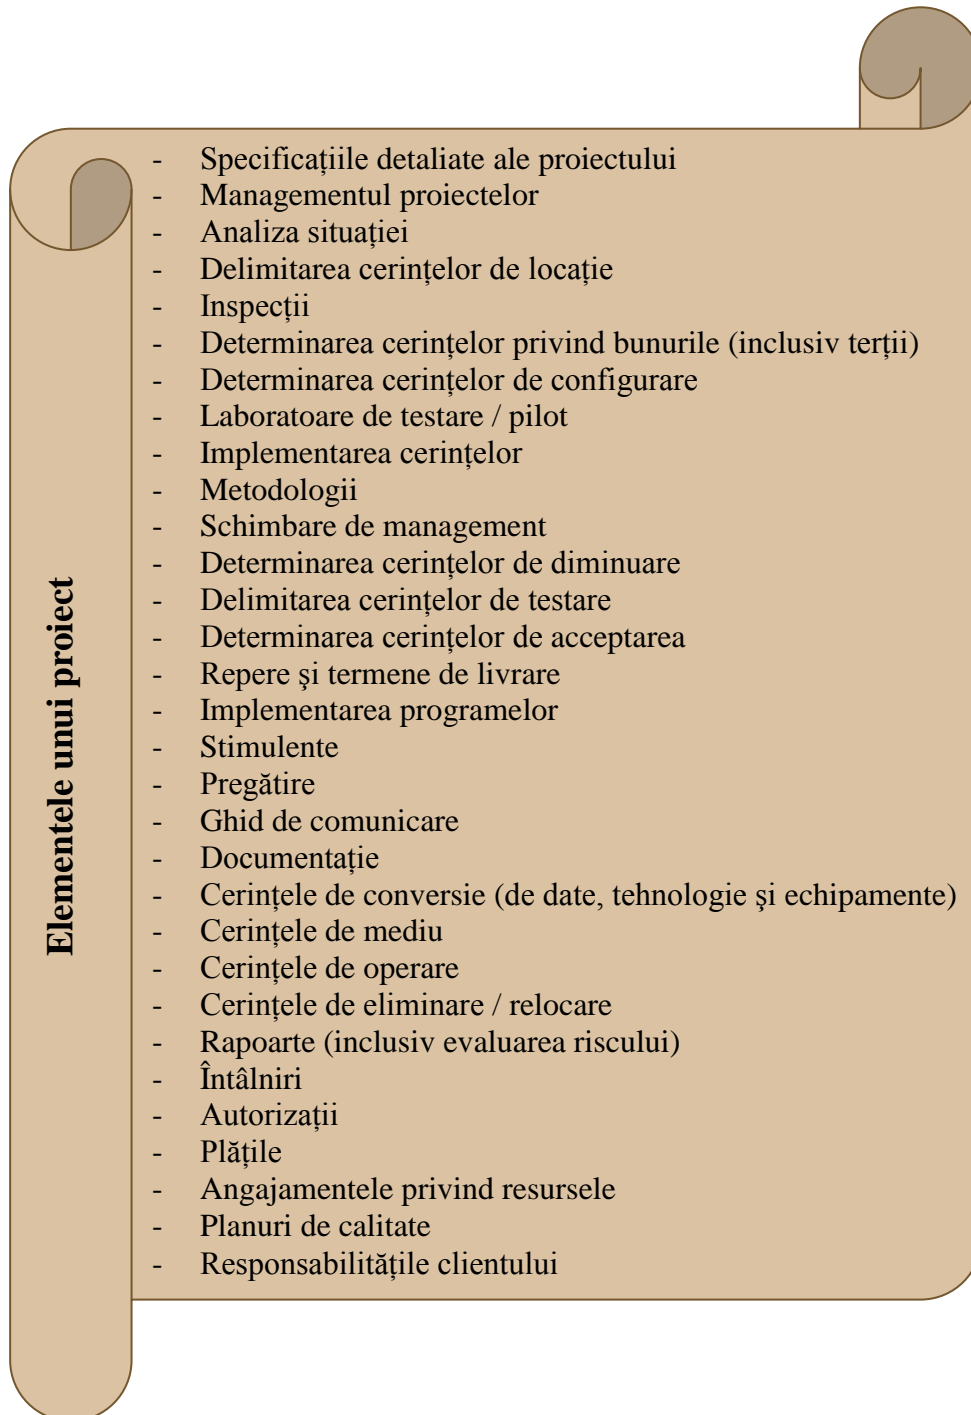 Elementele unui proiect
- Specificațiile detaliate ale proiectului
- Managementul proiectelor
- Analiza situației
- Delimitarea cerințelor de locație
- Inspecții
- Determinarea cerințelor privind bunurile (inclusiv terții)
- Determinarea cerințelor de configurare
- Laboratoare de testare / pilot
- Implementarea cerințelor
- Metodologii
- Schimbare de management
- Determinarea cerințelor de diminuare
- Delimitarea cerințelor de testare
- Determinarea cerințelor de acceptarea
- Repere şi termene de livrare
- Implementarea programelor
- Stimulente
- Pregătire
- Ghid de comunicare
- Documentație
- Cerințele de conversie (de date, tehnologie şi echipamente)
- Cerințele de mediu
- Cerințele de operare
- Cerințele de eliminare / relocare
- Rapoarte (inclusiv evaluarea riscului)
- Întâlniri
- Autorizații
- Plățile
- Angajamentele privind resursele
- Planuri de calitate
- Responsabilitățile clientului